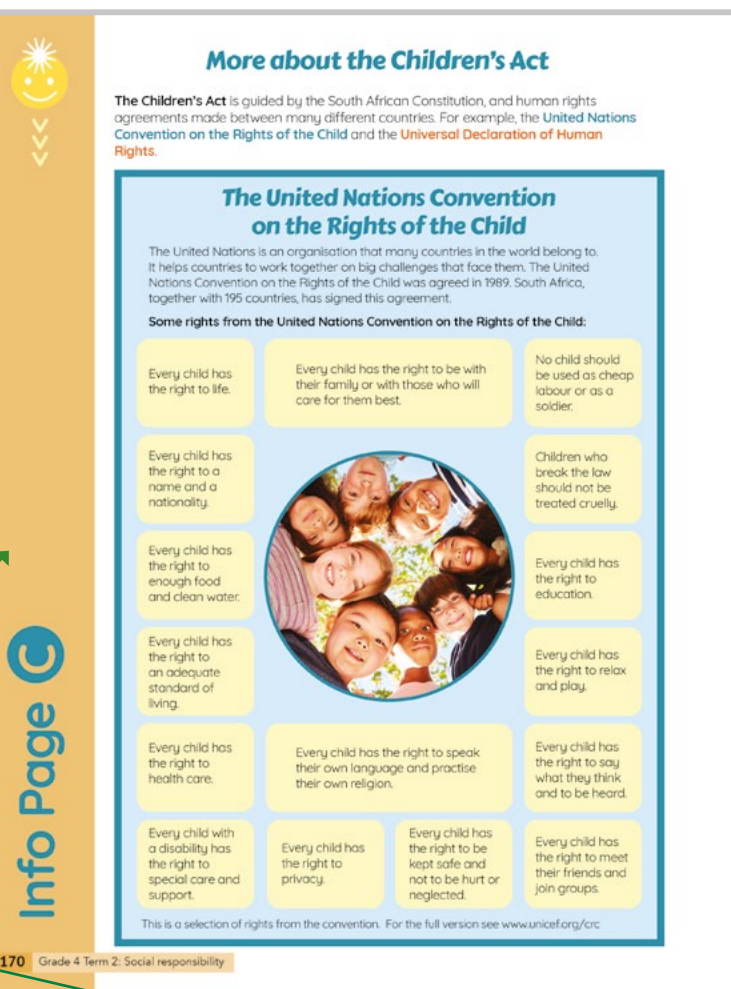 More about the Children's Act
The Children's Act is guided by the South African Constitution, and human rights
agreements made between many different countries. For example, the United Nations
Convention on the Rights of the Child and the Universal Declaration of Human
Rights.
The United Nations Convention
on the Rights of the Child
The United Nations is an organisation that many countries in the world belong to.
It helps countries to work together on big challenges that face them. The United
Nations Convention on the Rights of the Child was agreed in 1989. South Africa,
together with 195 countries, has signed this agreement.
Some rights from the United Nations Convention on the Rights of the Child:
Every child has
the right to life.
Every child has the right to be with
their family or with those who will
care for them best.
No child should
be used as cheap
labour or as a
soldier.
Every child has
the right to a
name and a
nationality.
Children who
break the law
should not be
treated cruelly.
Every child has
the right to
enough food
and clean water.
Every child has
the right to
education.
Every child has
the right to
an adequate
standard of
living.
Every child has
the right to relax
and play.
Every child has
the right to
health care.
Every child has the right to speak
their own language and practise
their own religion.
Every child has
the right to say
what they think
and to be heard.
Every child with
a disability has
the right to
special care and
support.
Every child has
the right to
privacy.
Every child has
the right to be
kept safe and
not to be hurt or
neglected.
Every child has
the right to meet
their friends and
join groups.
This is a selection of rights from the convention. For the full version see www.unicef.org/crc
Info Page C
170 Grade 4 Term 2: Social responsibility